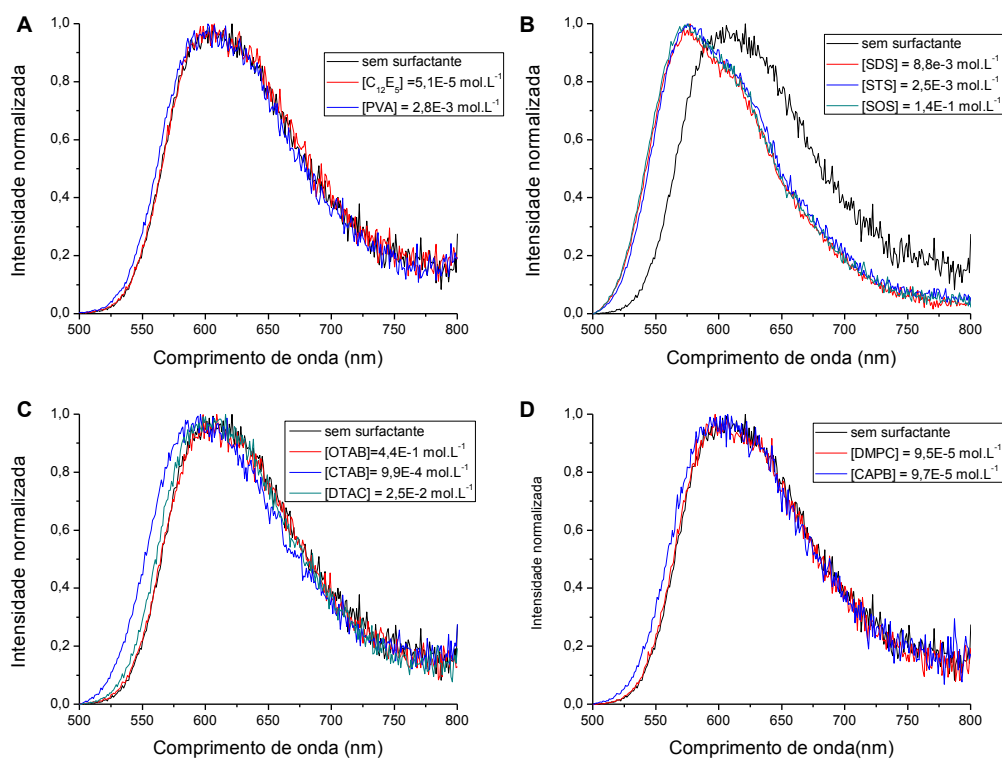 A
1,0
0,8
0,6
0,4
0,2
0,0
Intensidade normalizada
sem surfactante
[C₁₂E₅] =5,1E-5 mol.L⁻¹
[PVA] = 2,8E-3 mol.L⁻¹
500 550 600 650 700 750 800
Comprimento de onda (nm)
B
1,0
0,8
0,6
0,4
0,2
0,0
Intensidade normalizada
sem surfactante
[SDS] = 8,8e-3 mol.L⁻¹
[STS] = 2,5E-3 mol.L⁻¹
[SOS] = 1,4E-1 mol.L⁻¹
500 550 600 650 700 750 800
Comprimento de onda (nm)
C
1,0
0,8
0,6
0,4
0,2
0,0
Intensidade normalizada
sem surfactante
[OTAB]=4,4E-1 mol.L⁻¹
[CTAB] = 9,9E-4 mol.L⁻¹
[DTAC] = 2,5E-2 mol.L⁻¹
500 550 600 650 700 750 800
Comprimento de onda (nm)
D
1,0
0,8
0,6
0,4
0,2
0,0
Intensidade normalizada
sem surfactante
[DMPC] = 9,5E-5 mol.L⁻¹
[CAPB] = 9,7E-5 mol.L⁻¹
500 550 600 650 700 750 800
Comprimento de onda(nm)